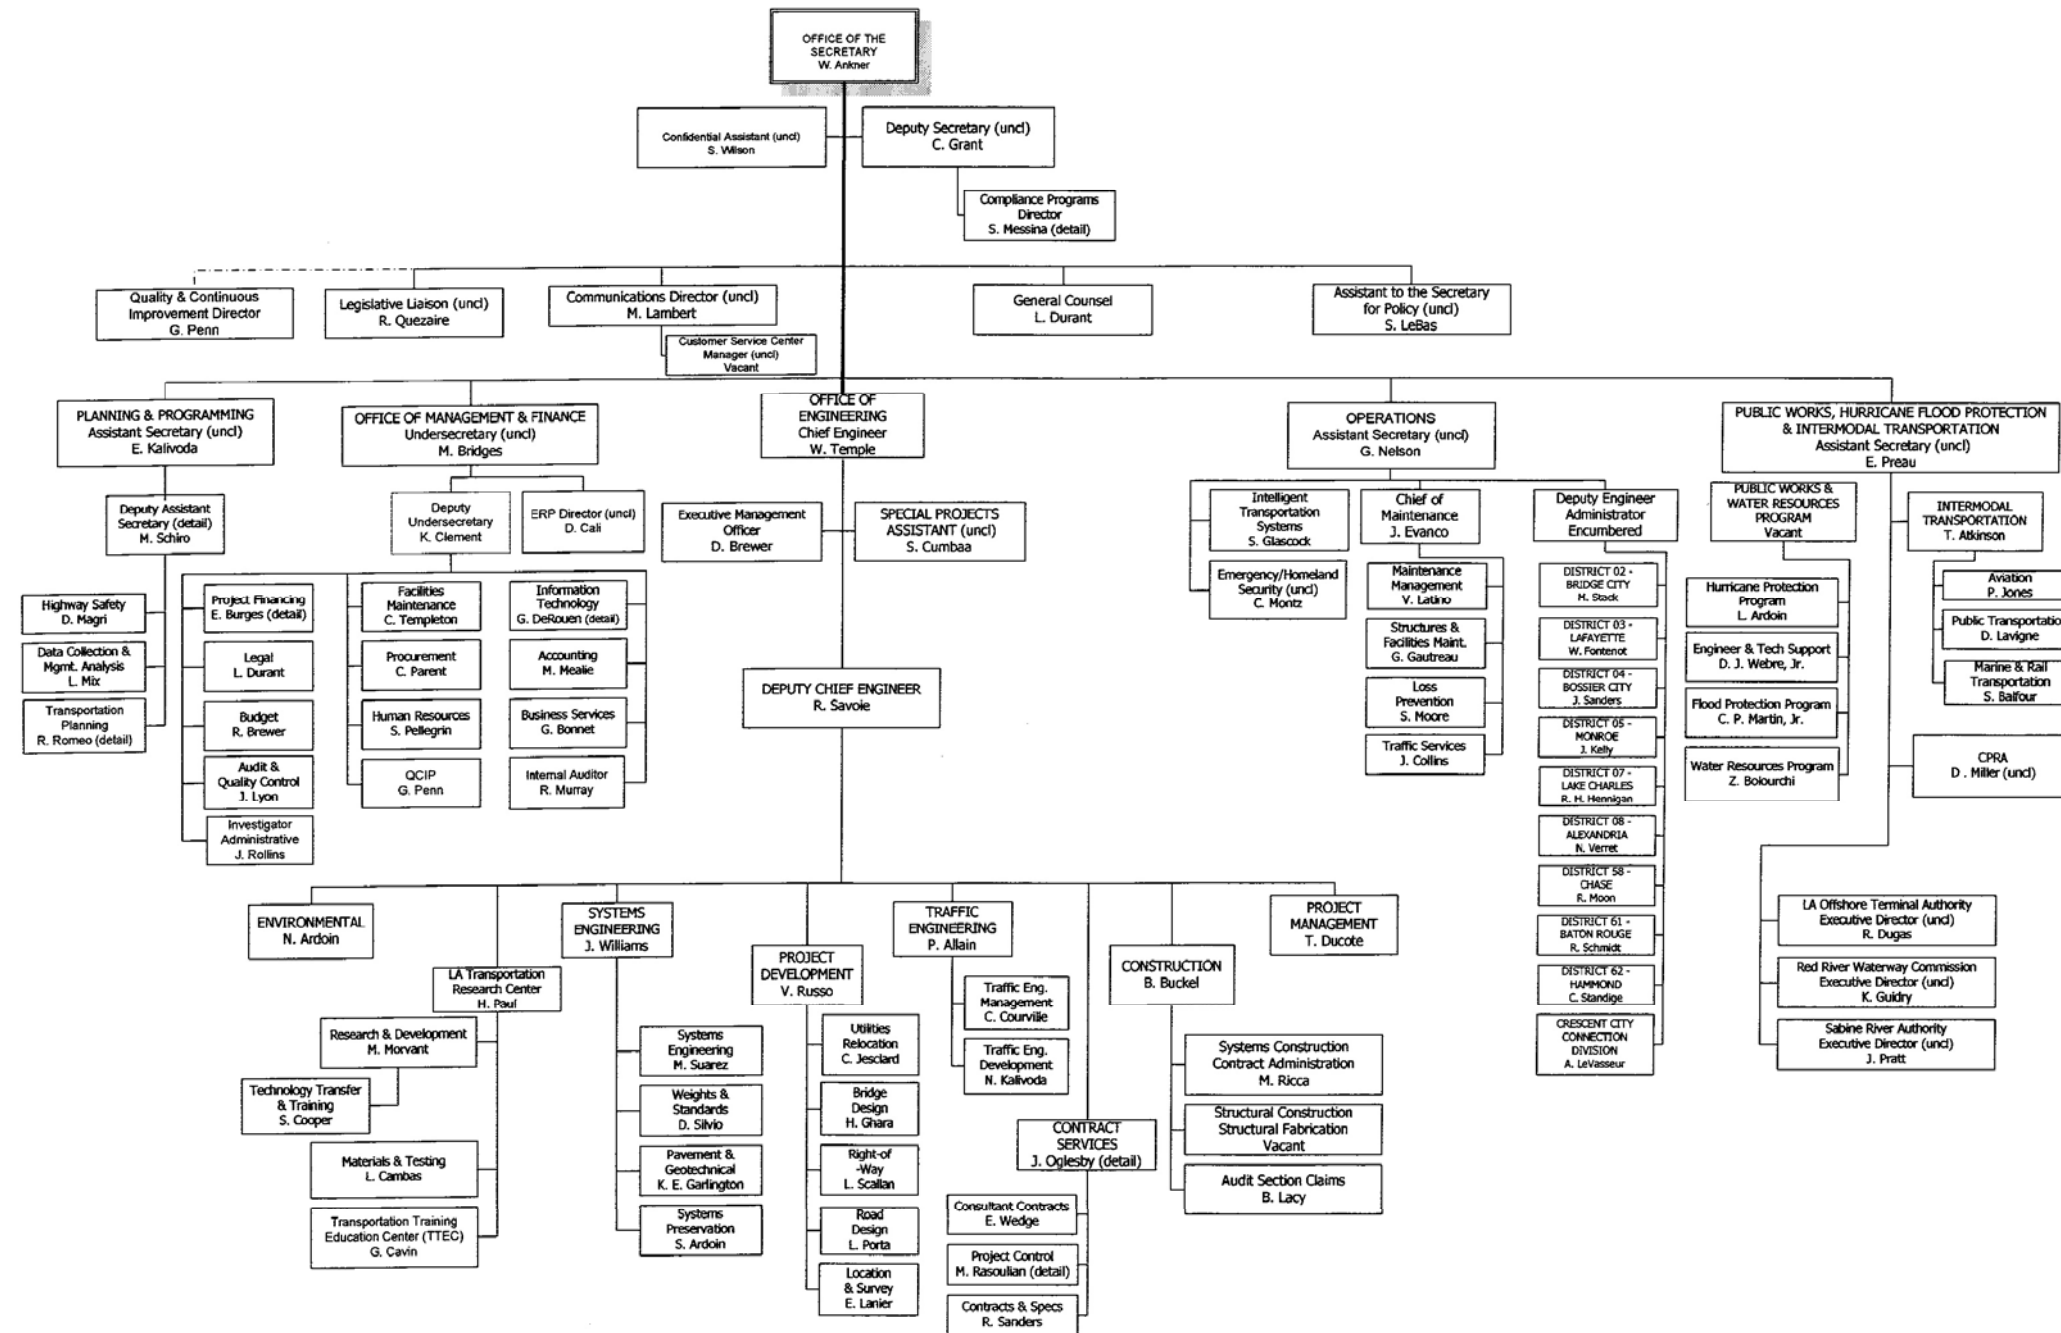 OFFICE OF THE
SECRETARY
W. Ankner
Confidential Assistant (uncl)
S. Wilson
Deputy Secretary (uncl)
C. Grant
Compliance Programs
Director
S. Messina (detail)
Quality & Continuous
Improvement Director
G. Penn
Legislative Liaison (uncl)
R. Quezaire
Communications Director (uncl)
M. Lambert
Customer Service Center
Manager (uncl)
Vacant
General Counsel
L. Durant
Assistant to the Secretary
for Policy (uncl)
S. LeBas
PLANNING & PROGRAMMING
Assistant Secretary (uncl)
E. Kalivoda
OFFICE OF MANAGEMENT & FINANCE
Undersecretary (uncl)
M. Bridges
OFFICE OF
ENGINEERING
Chief Engineer
W. Temple
OPERATIONS
Assistant Secretary (uncl)
G. Nelson
PUBLIC WORKS, HURRICANE FLOOD PROTECTION
& INTERMODAL TRANSPORTATION
Assistant Secretary (uncl)
E. Preau
Deputy Assistant
Secretary (detail)
M. Schiro
Highway Safety
D. Magri
Data Collection &
Mgmt. Analysis
L. Mix
Transportation
Planning
R. Romeo (detail)
Deputy
Undersecretary
K. Clement
ERP Director (uncl)
D. Cali
Project Financing
E. Burges (detail)
Legal
L. Durant
Budget
R. Brewer
Audit &
Quality Control
J. Lyon
Investigator
Administrative
J. Rollins
Facilities
Maintenance
C. Templeton
Procurement
C. Parent
Human Resources
S. Pellegrin
QCIP
G. Penn
Information
Technology
G. DeRouen (detail)
Accounting
M. Mealie
Business Services
G. Bonnet
Internal Auditor
R. Murray
Executive Management
Officer
D. Brewer
SPECIAL PROJECTS
ASSISTANT (uncl)
S. Cumbaa
DEPUTY CHIEF ENGINEER
R. Savoie
Intelligent
Transportation
Systems
S. Glascock
Emergency/Homeland
Security (uncl)
C. Montz
Chief of
Maintenance
J. Evanco
Maintenance
Management
V. Latino
Structures &
Facilities Maint.
G. Gautreau
Loss
Prevention
S. Moore
Traffic Services
J. Collins
Deputy Engineer
Administrator
Encumbered
DISTRICT 02 -
BRIDGE CITY
M. Stack
DISTRICT 03 -
LAFAYETTE
W. Fontenot
DISTRICT 04 -
BOSSIER CITY
J. Sanders
DISTRICT 05 -
MONROE
J. Kelly
DISTRICT 07 -
LAKE CHARLES
R. H. Hennigan
DISTRICT 08 -
ALEXANDRIA
N. Verret
DISTRICT 58 -
CHASE
R. Moon
DISTRICT 61 -
BATON ROUGE
R. Schmidt
DISTRICT 62 -
HAMMOND
C. Standige
CRESCENT CITY
CONNECTION
DIVISION
A. LeVasseur
PUBLIC WORKS &
WATER RESOURCES
PROGRAM
Vacant
Hurricane Protection
Program
L. Ardoin
Engineer & Tech Support
D. J. Webre, Jr.
Flood Protection Program
C. P. Martin, Jr.
Water Resources Program
Z. Bolourchi
INTERMODAL
TRANSPORTATION
T. Atkinson
Aviation
P. Jones
Public Transportatio
D. Lavigne
Marine & Rail
Transportation
S. Balfour
CPRA
D . Miller (uncl)
LA Offshore Terminal Authority
Executive Director (uncl)
R. Dugas
Red River Waterway Commission
Executive Director (uncl)
K. Guidry
Sabine River Authority
Executive Director (uncl)
J. Pratt
ENVIRONMENTAL
N. Ardoin
LA Transportation
Research Center
H. Paul
Research & Development
M. Morvant
Technology Transfer
& Training
S. Cooper
Materials & Testing
L. Cambas
Transportation Training
Education Center (TTEC)
G. Cavin
SYSTEMS
ENGINEERING
J. Williams
Systems
Engineering
M. Suarez
Weights &
Standards
D. Silvio
Pavement &
Geotechnical
K. E. Garlington
Systems
Preservation
S. Ardoin
PROJECT
DEVELOPMENT
V. Russo
Utilities
Relocation
C. Jesclard
Bridge
Design
H. Ghara
Right-of
-Way
L. Scallan
Road
Design
L. Porta
Location
& Survey
E. Lanier
TRAFFIC
ENGINEERING
P. Allain
Traffic Eng.
Management
C. Courville
Traffic Eng.
Development
N. Kalivoda
CONTRACT
SERVICES
J. Oglesby (detail)
Consultant Contracts
E. Wedge
Project Control
M. Rasoulian (detail)
Contracts & Specs
R. Sanders
CONSTRUCTION
B. Buckel
Systems Construction
Contract Administration
M. Ricca
Structural Construction
Structural Fabrication
Vacant
Audit Section Claims
B. Lacy
PROJECT
MANAGEMENT
T. Ducote